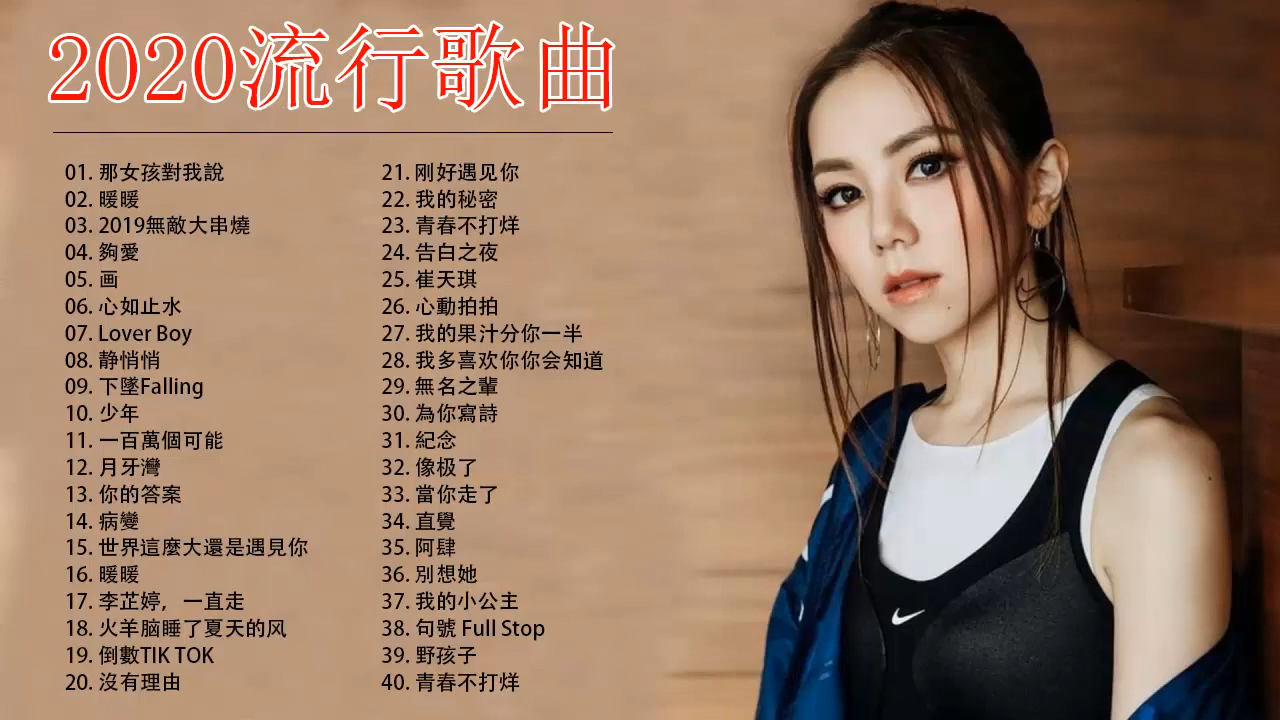 2020流行歌曲
01. 那女孩對我說
02. 暖暖
03. 2019無敵大串燒
04. 夠愛
05. 画
06. 心如止水
07. Lover Boy
08. 静悄悄
09. 下墜Falling
10. 少年
11. 一百萬個可能
12. 月牙灣
13. 你的答案
14. 病變
15. 世界這麼大還是遇見你
16. 暖暖
17. 李芷婷，一直走
18. 火羊脑睡了夏天的风
19. 倒數TIK TOK
20. 沒有理由
21. 刚好遇见你
22. 我的秘密
23. 青春不打烊
24. 告白之夜
25. 崔天琪
26. 心動拍拍
27. 我的果汁分你一半
28. 我多喜欢你你会知道
29. 無名之輩
30. 為你寫詩
31. 紀念
32. 像极了
33. 當你走了
34. 直覺
35. 阿肆
36. 別想她
37. 我的小公主
38. 句號 Full Stop
39. 野孩子
40. 青春不打烊